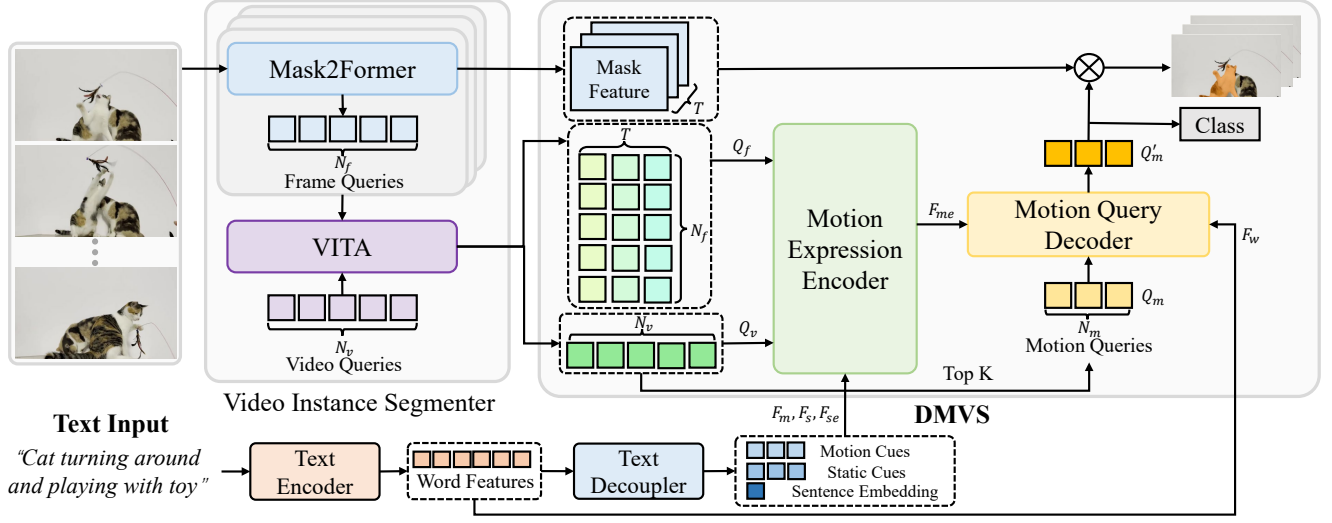 Mask2Former
N_f
Frame Queries
VITA
N_v
Video Queries
Video Instance Segmenter
Mask
Feature
T
T
N_f
N_v
Q_f
Q_v
Motion
Expression
Encoder
F_me
Motion Query
Decoder
Q'_m
Class
F_w
Q_m
N_m
Motion Queries
Top K
DMVS
F_m, F_s, F_se
Text Input
"Cat turning around
and playing with toy"
Text
Encoder
Word Features
Text
Decoupler
Motion Cues
Static Cues
Sentence Embedding